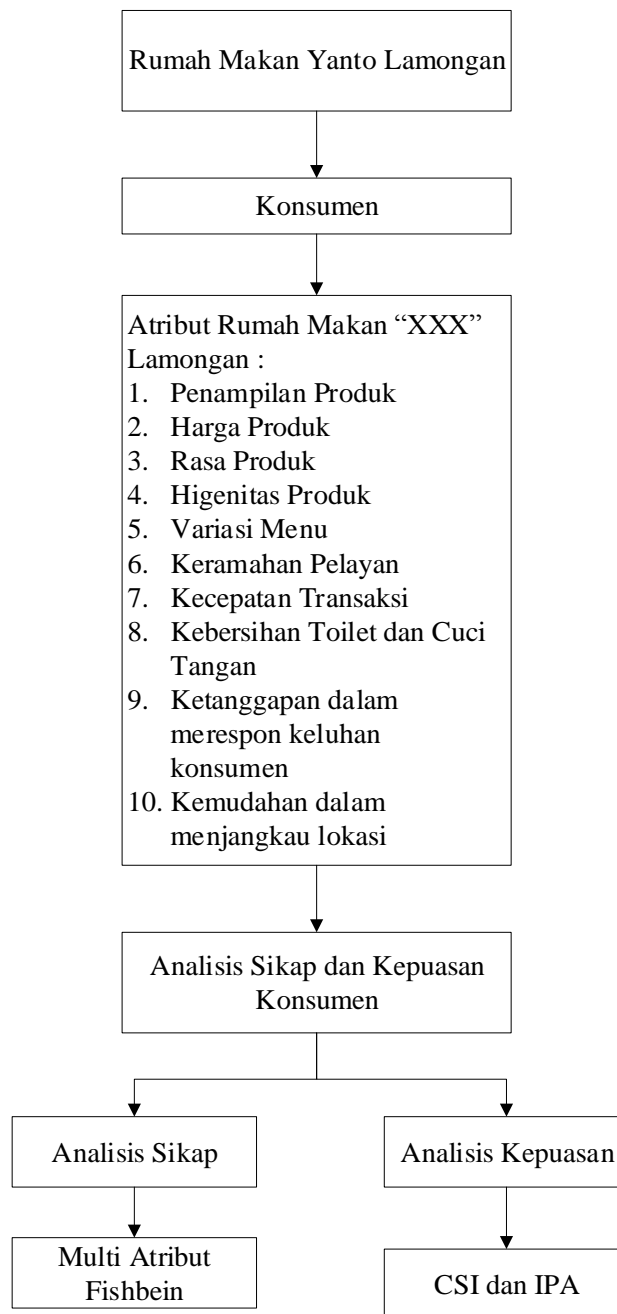 Rumah Makan Yanto Lamongan
Konsumen
Atribut Rumah Makan “XXX”
Lamongan :
1. Penampilan Produk
2. Harga Produk
3. Rasa Produk
4. Higenitas Produk
5. Variasi Menu
6. Keramahan Pelayan
7. Kecepatan Transaksi
8. Kebersihan Toilet dan Cuci
Tangan
9. Ketanggapan dalam
merespon keluhan
konsumen
10. Kemudahan dalam
menjangkau lokasi
Analisis Sikap dan Kepuasan
Konsumen
Analisis Sikap
Analisis Kepuasan
Multi Atribut
Fishbein
CSI dan IPA